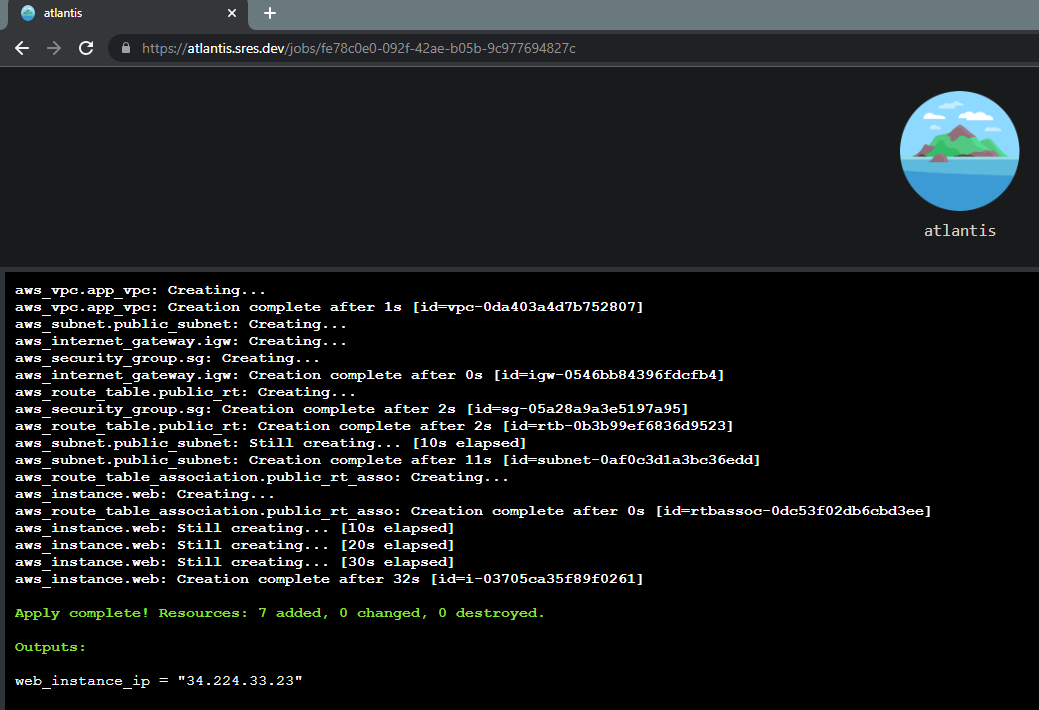 atlantis
https://atlantis.sres.dev/jobs/fe78c0e0-092f-42ae-b05b-9c977694827c
atlantis
aws_vpc.app_vpc: Creating...
aws_vpc.app_vpc: Creation complete after 1s [id=vpc-0da403a4d7b752807]
aws_subnet.public_subnet: Creating...
aws_internet_gateway.igw: Creating...
aws_security_group.sg: Creating...
aws_internet_gateway.igw: Creation complete after 0s [id=igw-0546bb84396fdcfb4]
aws_route_table.public_rt: Creating...
aws_security_group.sg: Creation complete after 2s [id=sg-05a28a9a3e5197a95]
aws_route_table.public_rt: Creation complete after 2s [id=rtb-0b3b99ef6836d9523]
aws_subnet.public_subnet: Still creating... [10s elapsed]
aws_subnet.public_subnet: Creation complete after 11s [id=subnet-0af0c3d1a3bc36edd]
aws_route_table_association.public_rt_asso: Creating...
aws_instance.web: Creating...
aws_route_table_association.public_rt_asso: Creation complete after 0s [id=rtbassoc-0dc53f02db6cbd3ee]
aws_instance.web: Still creating... [10s elapsed]
aws_instance.web: Still creating... [20s elapsed]
aws_instance.web: Still creating... [30s elapsed]
aws_instance.web: Creation complete after 32s [id=i-03705ca35f89f0261]
Apply complete! Resources: 7 added, 0 changed, 0 destroyed.
Outputs:
web_instance_ip = "34.224.33.23"